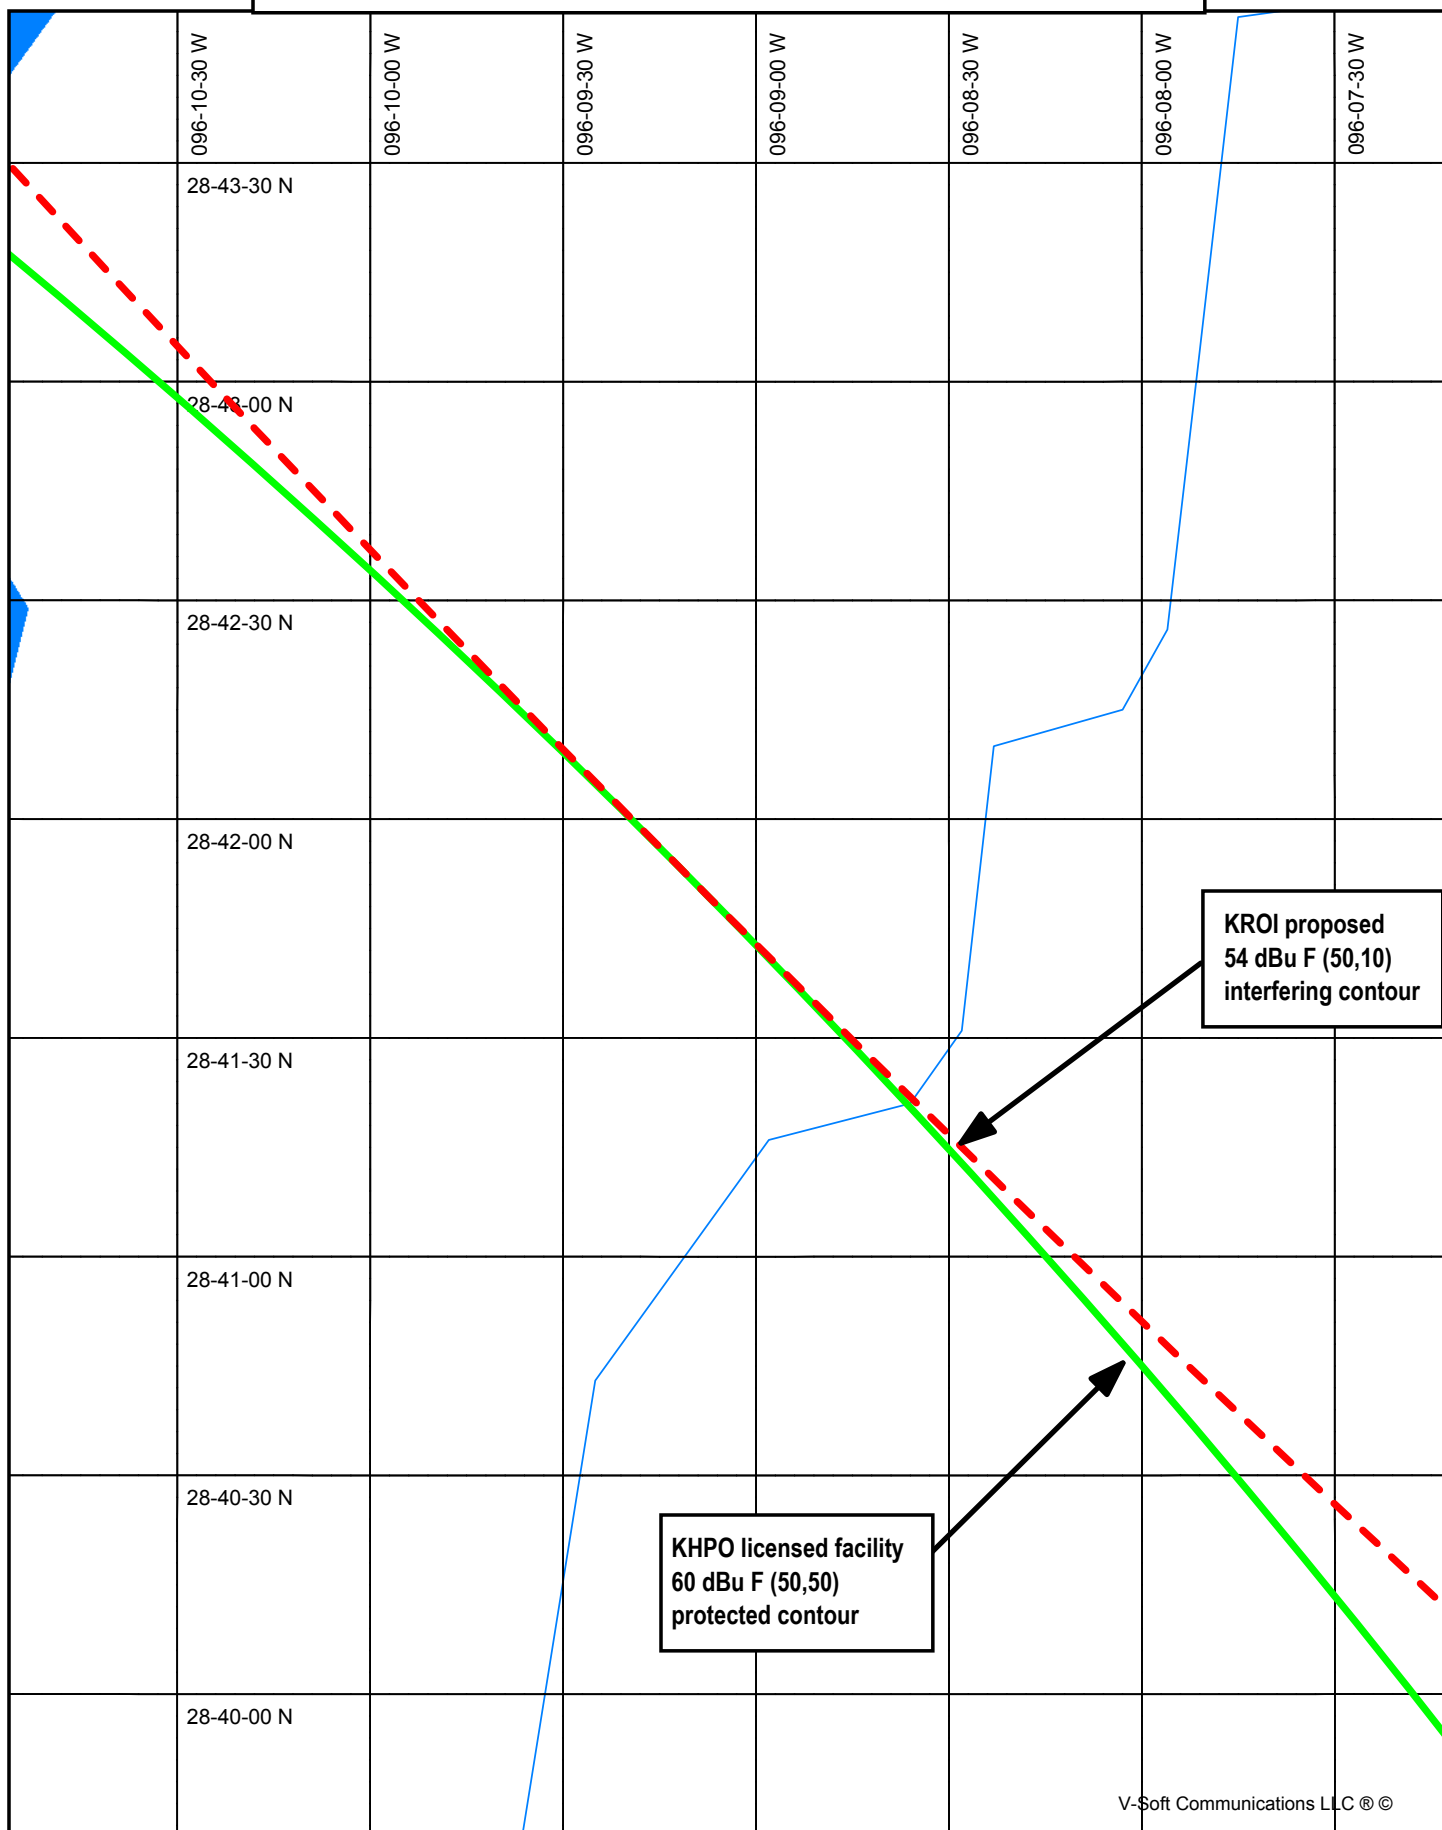 096-10-30 W
096-10-00 W
096-09-30 W
096-09-00 W
096-08-30 W
096-08-00 W
096-07-30 W
28-43-30 N
28-43-00 N
28-42-30 N
28-42-00 N
KROI proposed
54 dBu F (50,10)
interfering contour
28-41-30 N
28-41-00 N
28-40-30 N
KHPO licensed facility
60 dBu F (50,50)
protected contour
28-40-00 N
V-Soft Communications LLC ® ©